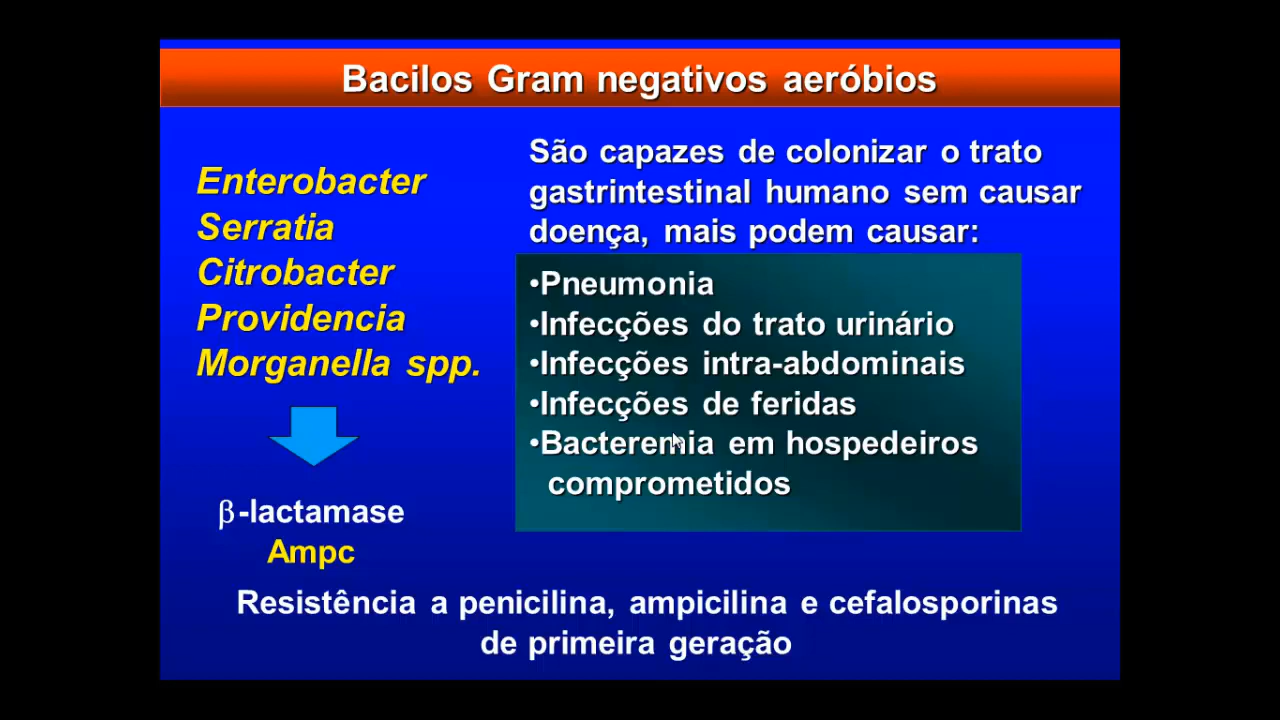 Bacilos Gram negativos aeróbios
Enterobacter
Serratia
Citrobacter
Providencia
Morganella spp.
β-lactamase
Ampc
São capazes de colonizar o trato
gastrintestinal humano sem causar
doença, mais podem causar:
•Pneumonia
•Infecções do trato urinário
•Infecções intra-abdominais
•Infecções de feridas
•Bacteremia em hospedeiros
comprometidos
Resistência a penicilina, ampicilina e cefalosporinas
de primeira geração